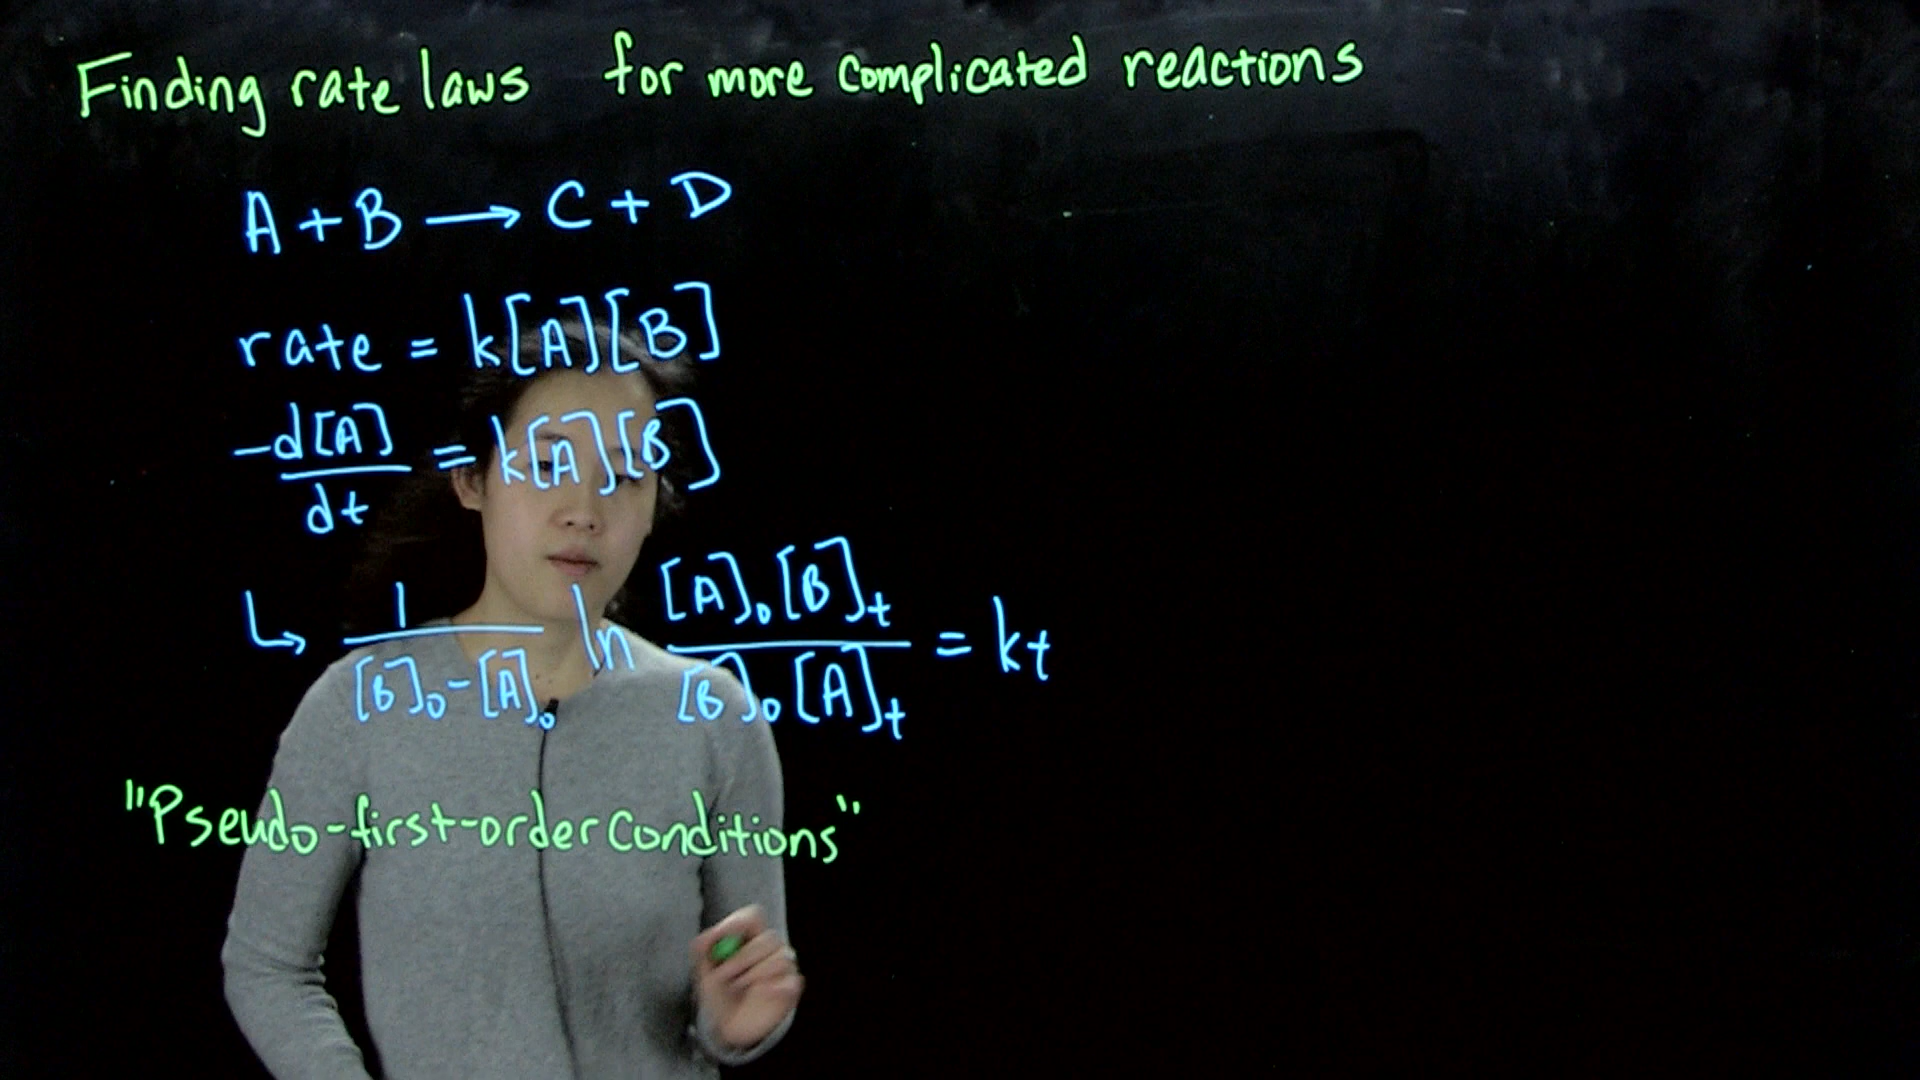 Finding rate laws for more complicated reactions
A + B ⟶ C + D
rate = k[A][B]
-d[A]/dt = k[A][B]
↳ 1/([B]₀-[A]₀) ln ([A]₀[B]ₜ)/([B]₀[A]ₜ) = kt
"Pseudo-first-order conditions"